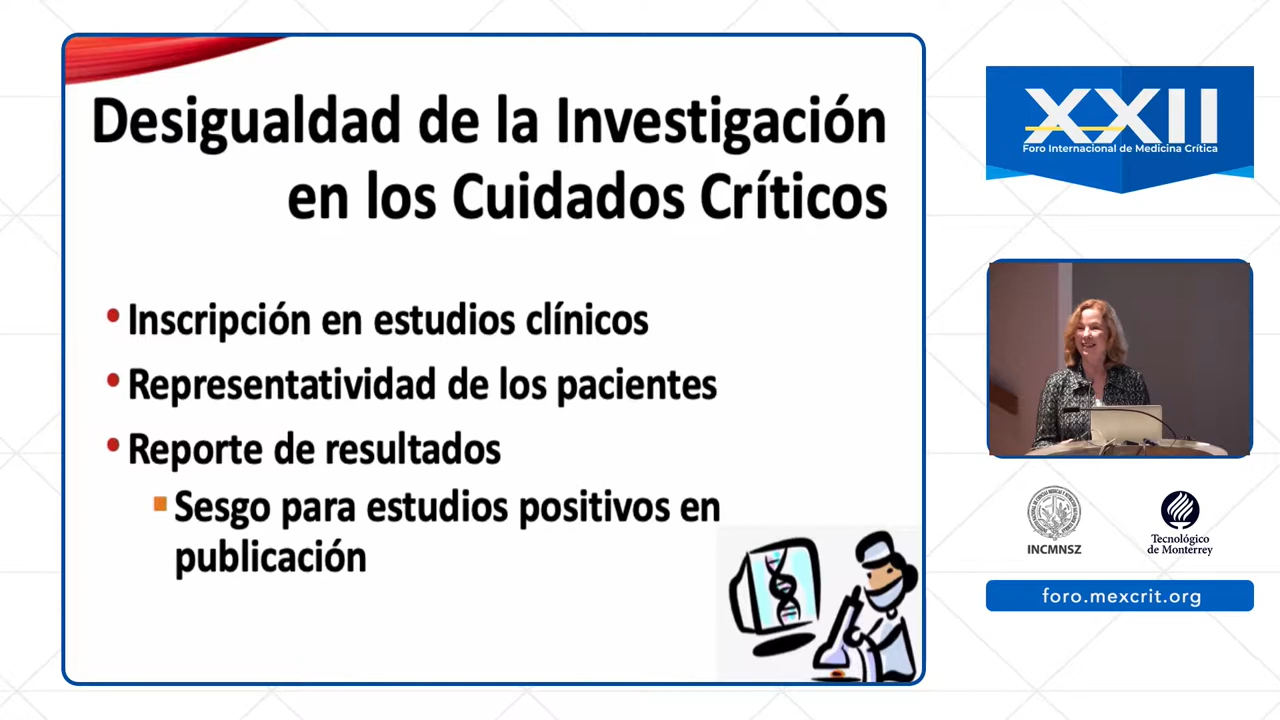 Desigualdad de la Investigación
en los Cuidados Críticos
• Inscripción en estudios clínicos
• Representatividad de los pacientes
• Reporte de resultados
▪ Sesgo para estudios positivos en
publicación
XXII
Foro Internacional de Medicina Crítica
INCMNSZ
Tecnológico
de Monterrey
foro.mexcrit.org